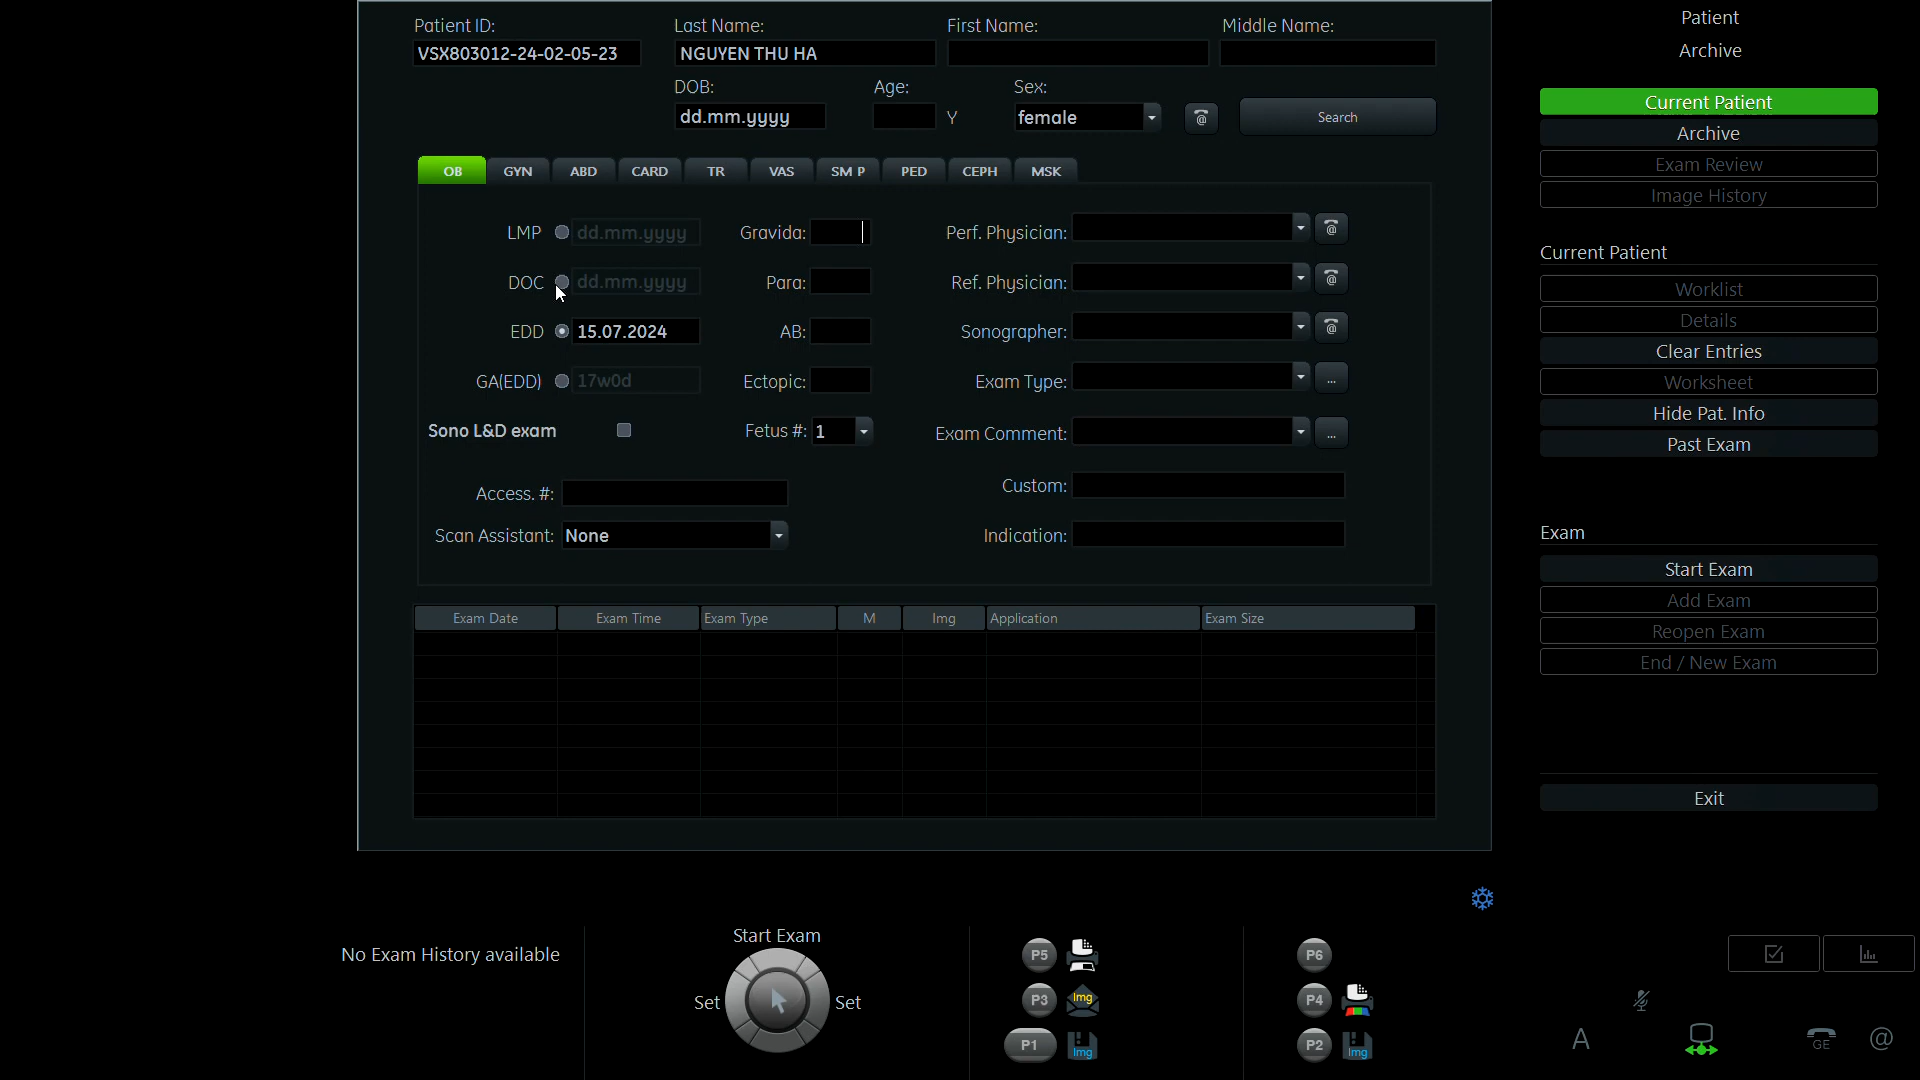 Patient ID: Last Name: First Name: Middle Name:
VSX803012-24-02-05-23 NGUYEN THU HA
DOB: Age: Sex:
dd.mm.yyyy Y female @ Search
OB GYN ABD CARD TR VAS SM P PED CEPH MSK
LMP dd.mm.yyyy Gravida: Perf. Physician: @
DOC dd.mm.yyyy Para: Ref. Physician: @
EDD 15.07.2024 AB: Sonographer: @
GA(EDD) 17w0d Ectopic: Exam Type: ...
Sono L&D exam Fetus #: 1 Exam Comment: ...
Access. #: Custom:
Scan Assistant: None Indication:
Exam Date Exam Time Exam Type M Img Application Exam Size
Patient
Archive
Current Patient
Archive
Exam Review
Image History
Current Patient
Worklist
Details
Clear Entries
Worksheet
Hide Pat. Info
Past Exam
Exam
Start Exam
Add Exam
Reopen Exam
End / New Exam
Exit
No Exam History available
Start Exam
Set Set
P5
P3 Img
P1 Img
P6
P4
P2 Img
A GE @